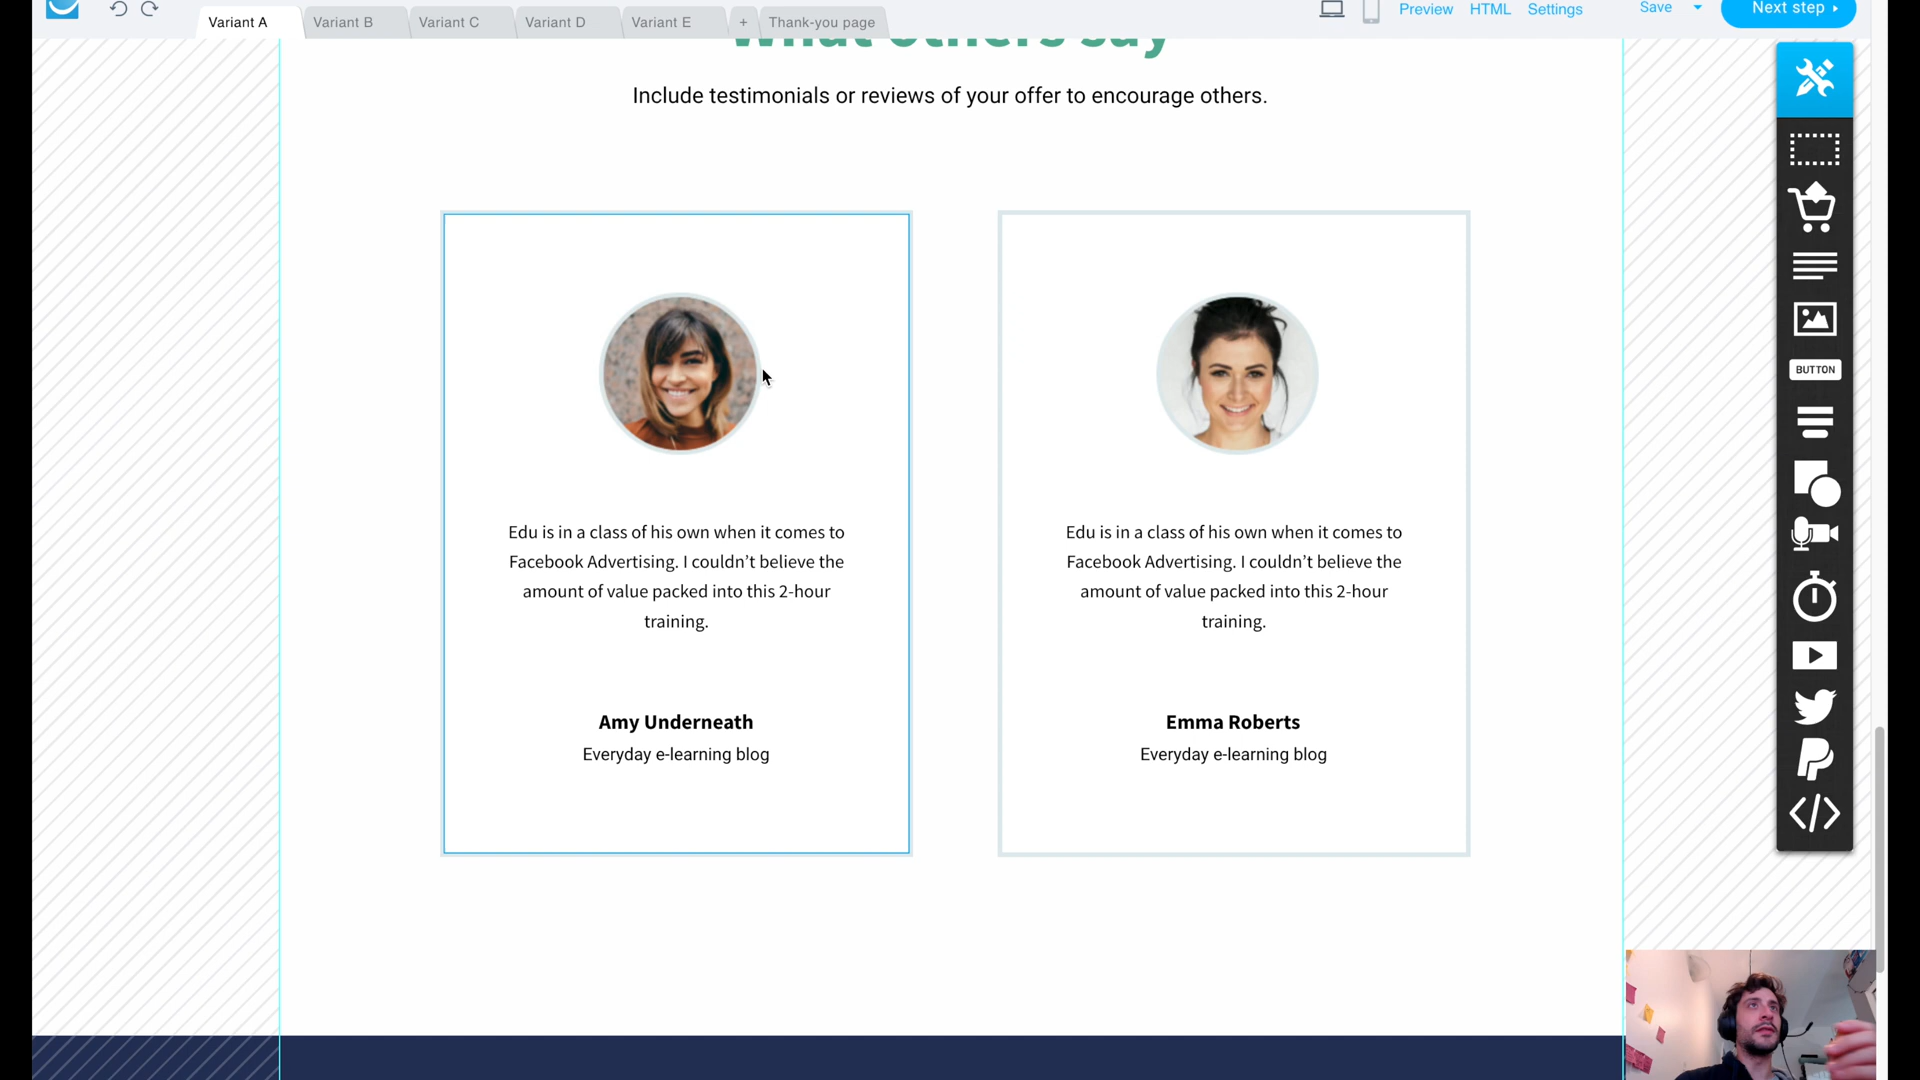 Variant A
Variant B
Variant C
Variant D
Variant E
+
Thank-you page
Preview
HTML
Settings
Save
Next step
What others say
Include testimonials or reviews of your offer to encourage others.
Edu is in a class of his own when it comes to
Facebook Advertising. I couldn’t believe the
amount of value packed into this 2-hour
training.
Amy Underneath
Everyday e-learning blog
Edu is in a class of his own when it comes to
Facebook Advertising. I couldn’t believe the
amount of value packed into this 2-hour
training.
Emma Roberts
Everyday e-learning blog
BUTTON